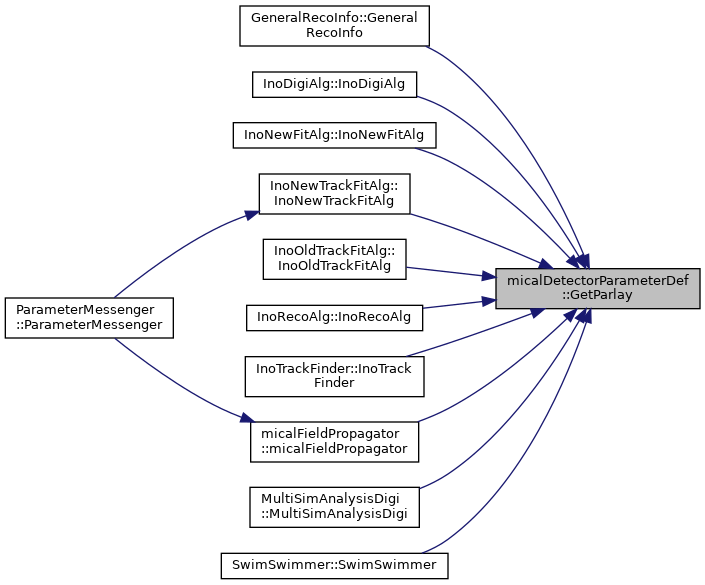 GeneralRecoInfo::General
RecoInfo
InoDigiAlg::InoDigiAlg
InoNewFitAlg::InoNewFitAlg
InoNewTrackFitAlg::
InoNewTrackFitAlg
InoOldTrackFitAlg::
InoOldTrackFitAlg
micalDetectorParameterDef
::GetParlay
ParameterMessenger
::ParameterMessenger
InoRecoAlg::InoRecoAlg
InoTrackFinder::InoTrack
Finder
micalFieldPropagator
::micalFieldPropagator
MultiSimAnalysisDigi
::MultiSimAnalysisDigi
SwimSwimmer::SwimSwimmer